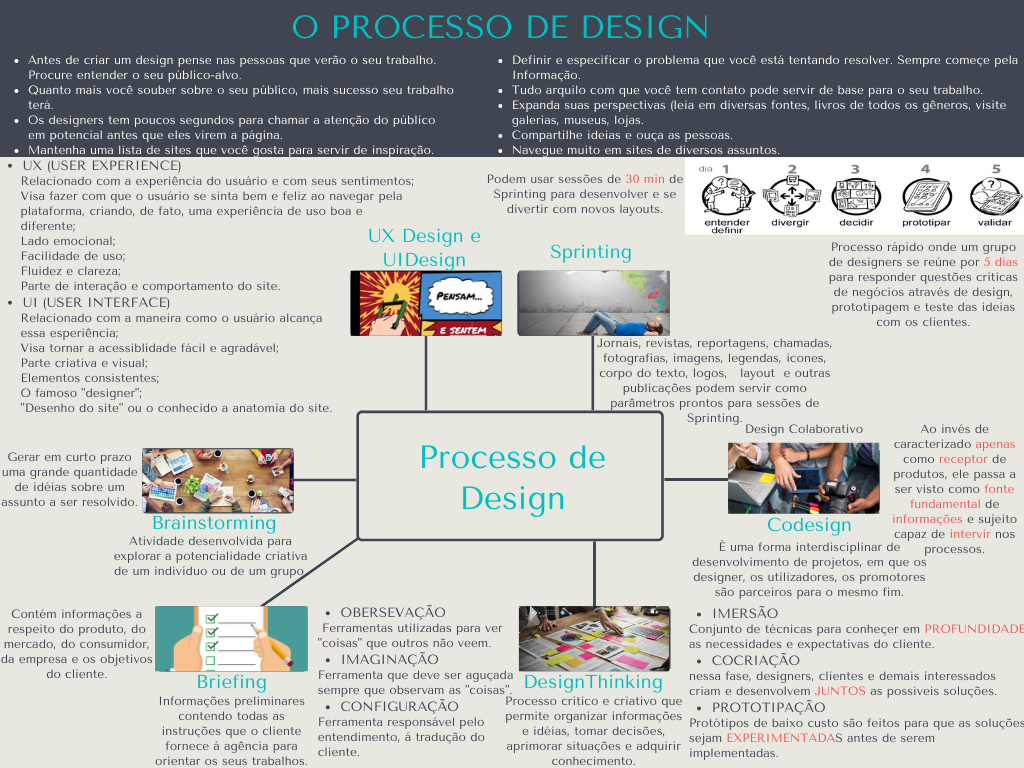 O PROCESSO DE DESIGN
• Antes de criar um design pense nas pessoas que verão o seu trabalho.
Procure entender o seu público-alvo.
• Quanto mais você souber sobre o seu público, mais sucesso seu trabalho
terá.
• Os designers tem poucos segundos para chamar a atenção do público
em potencial antes que eles virem a página.
• Mantenha uma lista de sites que você gosta para servir de inspiração.
• Definir e especificar o problema que você está tentando resolver. Sempre começe pela
Informação.
• Tudo arquilo com que você tem contato pode servir de base para o seu trabalho.
• Expanda suas perspectivas (leia em diversas fontes, livros de todos os gêneros, visite
galerias, museus, lojas.
• Compartilhe ideias e ouça as pessoas.
• Navegue muito em sites de diversos assuntos.
• UX (USER EXPERIENCE)
Relacionado com a experiência do usuário e com seus sentimentos;
Visa fazer com que o usuário se sinta bem e feliz ao navegar pela
plataforma, criando, de fato, uma experiência de uso boa e
diferente;
Lado emocional;
Facilidade de uso;
Fluidez e clareza;
Parte de interação e comportamento do site.
• UI (USER INTERFACE)
Relacionado com a maneira como o usuário alcança
essa experiência;
Visa tornar a acessiblidade fácil e agradável;
Parte criativa e visual;
Elementos consistentes;
O famoso "designer";
"Desenho do site" ou o conhecido a anatomia do site.
UX Design e
UIDesign
PENSAM...
E SENTEM
Podem usar sessões de 30 min de
Sprinting para desenvolver e se
divertir com novos layouts.
Sprinting
dia 1 2 3 4 5
entender
definir
divergir
decidir
prototipar
validar
Processo rápido onde um grupo
de designers se reúne por 5 dias
para responder questões críticas
de negócios através de design,
prototipagem e teste das ideias
com os clientes.
Jornais, revistas, reportagens, chamadas,
fotografias, imagens, legendas, icones,
corpo do texto, logos, layout e outras
publicações podem servir como
parâmetros prontos para sessões de
Sprinting.
Processo de
Design
Gerar em curto prazo
uma grande quantidade
de idéias sobre um
assunto a ser resolvido.
Brainstorming
Atividade desenvolvida para
explorar a potencialidade criativa
de um indivíduo ou de um grupo.
Design Colaborativo
Codesign
È uma forma interdisciplinar de
desenvolvimento de projetos, em que os
designer, os utilizadores, os promotores
são parceiros para o mesmo fim.
Ao invés de
caracterizado apenas
como receptor de
produtos, ele passa a
ser visto como fonte
fundamental de
informações e sujeito
capaz de intervir nos
processos.
Contém informações a
respeito do produto, do
mercado, do consumidor,
da empresa e os objetivos
do cliente.
Briefing
Informações preliminares
contendo todas as
instruções que o cliente
fornece á agência para
orientar os seus trabalhos.
• OBERSEVAÇÃO
Ferramentas utilizadas para ver
"coisas" que outros não veem.
• IMAGINAÇÃO
Ferramenta que deve ser aguçada
sempre que observam as "coisas".
• CONFIGURAÇÃO
Ferramenta responsável pelo
entendimento, á tradução do
cliente.
DesignThinking
Processo critico e criativo que
permite organizar informações
e idéias, tomar decisões,
aprimorar situações e adquirir
conhecimento.
• IMERSÃO
Conjunto de técnicas para conheçer em PROFUNDIDADE
as necessidades e expectativas do cliente.
• COCRIAÇÃO
nessa fase, designers, clientes e demais interessados
criam e desenvolvem JUNTOS as possíveis soluções.
• PROTOTIPAÇÃO
Protótipos de baixo custo são feitos para que as soluções
sejam EXPERIMENTADAS antes de serem
implementadas.